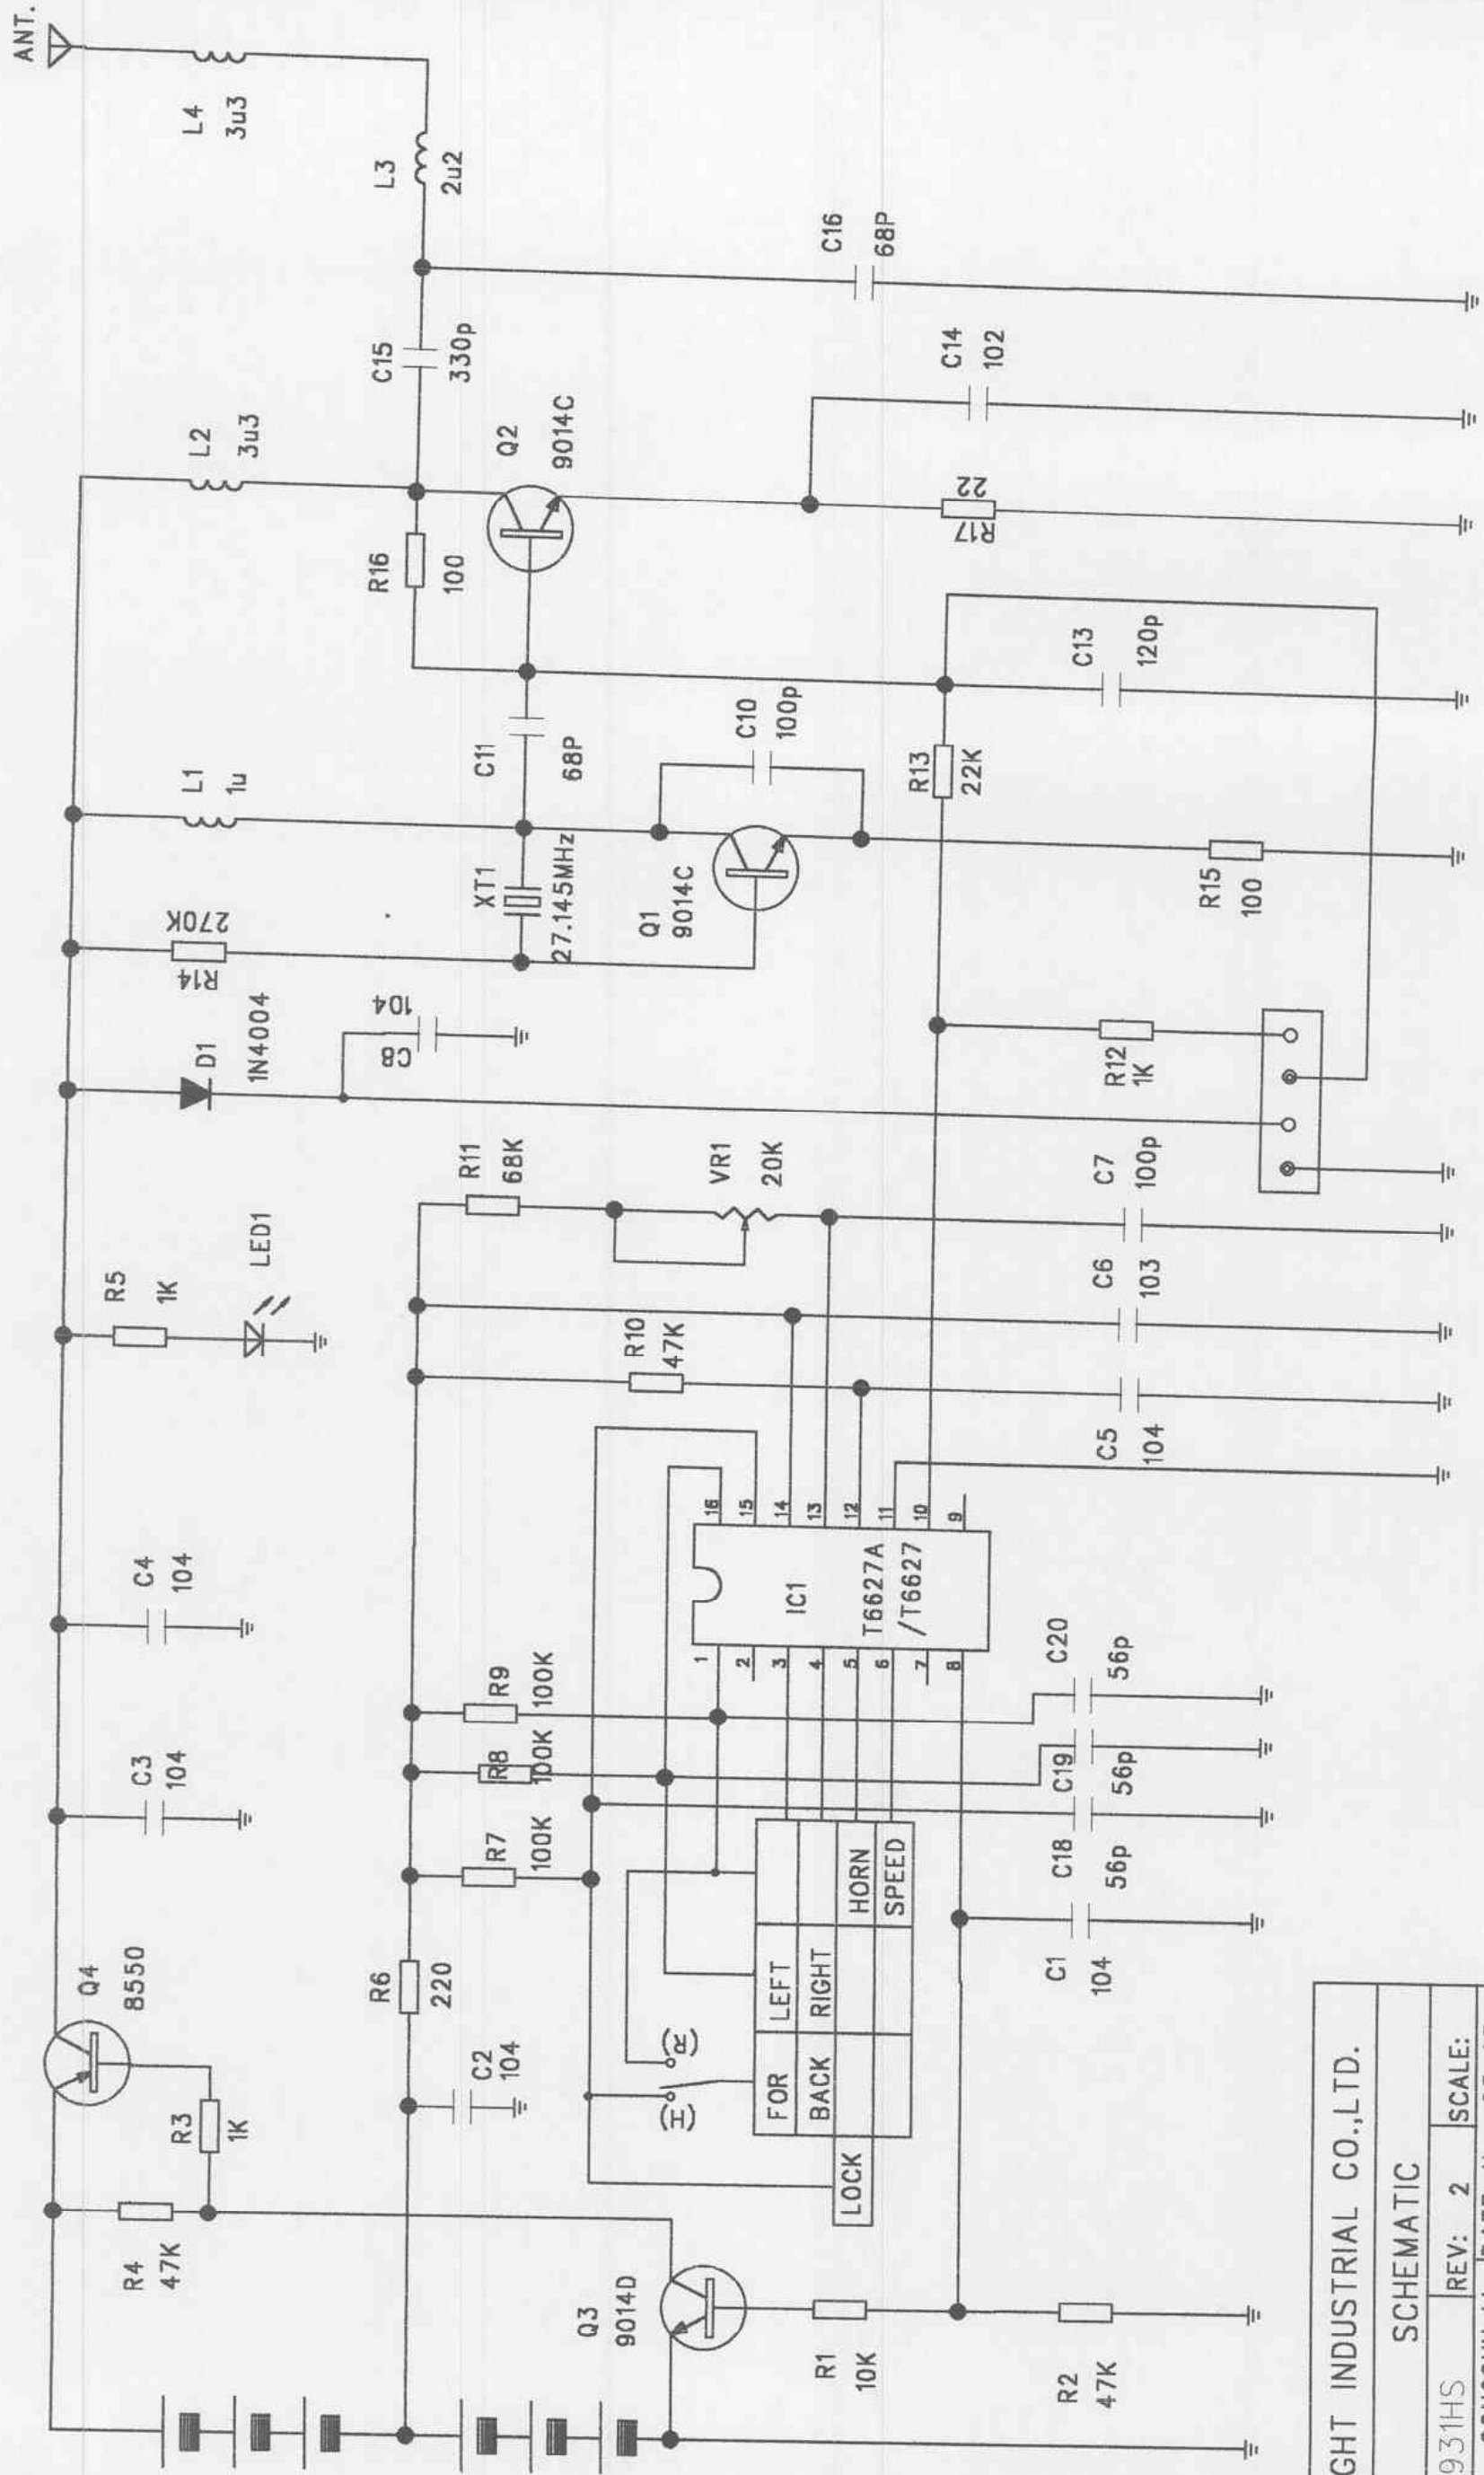 ANT.
L4
3u3
L3
2u2
C16
68P
C15
330p
C14
102
L2
3u3
Q2
9014C
R16
100
22
R17
C13
120p
L1
1u
C11
68P
C10
100p
R13
22K
XT1
27.145MHz
Q1
9014C
R15
100
270K
R14
D1
1N4004
104
C8
R12
1K
R11
68K
VR1
20K
C7
100p
R5
1K
LED1
C6
103
R10
47K
C5
104
C4
104
16
15
14
13
12
11
10
9
IC1
T6627A
/T6627
1
2
3
4
5
6
7
8
C3
104
R9
100K
R8
100K
R7
100K
C20
56p
C19
56p
C18
56p
C1
104
Q4
8550
R6
220
C2
104
(H)
(R)
FOR
LEFT
BACK
RIGHT
HORN
LOCK
SPEED
R3
1K
R4
47K
Q3
9014D
R1
10K
R2
47K
GHT INDUSTRIAL CO.,LTD.
SCHEMATIC
931HS
REV: 2
SCALE: